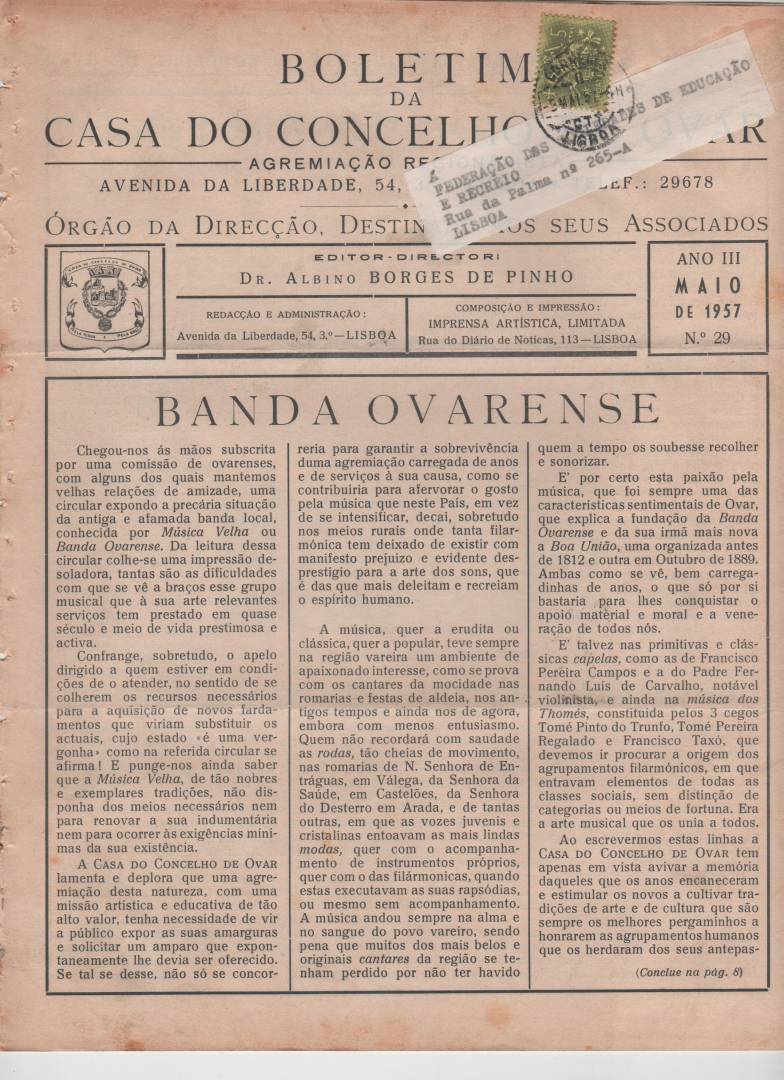 BOLETIM
DA
CASA DO CONCELHO OVAR
AGREMIAÇÃO
AVENIDA DA LIBERDADE, 54, TELEF.: 29678
ÓRGÃO DA DIRECÇÃO, DESTIN AOS SEUS ASSOCIADOS
À
FEDERAÇÃO DAS DADES DE EDUCAÇÃO
E RECREIO
Rua da Palma nº 265-A
LISBOA
CORREIOS
LISBOA
EDITOR-DIRECTOR:
DR. ALBINO BORGES DE PINHO
REDACÇÃO E ADMINISTRAÇÃO:
Avenida da Liberdade, 54, 3.º—LISBOA
COMPOSIÇÃO E IMPRESSÃO:
IMPRENSA ARTÍSTICA, LIMITADA
Rua do Diário de Noticas, 113—LISBOA
ANO III
MAIO
DE 1957
N.º 29
BANDA OVARENSE
Chegou-nos ás mãos subscrita
por uma comissão de ovarenses,
com alguns dos quais mantemos
velhas relações de amizade, uma
circular expondo a precária situação
da antiga e afamada banda local,
conhecida por Música Velha ou
Banda Ovarense. Da leitura dessa
circular colhe-se uma impressão de-
soladora, tantas são as dificuldades
com que se vê a braços esse grupo
musical que à sua arte relevantes
serviços tem prestado em quase
século e meio de vida prestimosa e
activa.
Confrange, sobretudo, o apelo
dirigido a quem estiver em condi-
ções de o atender, no sentido de se
colherem os recursos necessários
para a aquisição de novos farda-
mentos que viriam substituir os
actuais, cujo estado «é uma ver-
gonha» como na referida circular se
afirma! E punge-nos ainda saber
que a Música Velha, de tão nobres
e exemplares tradições, não dis-
ponha dos meios necessários nem
para renovar a sua indumentária
nem para ocorrer às exigências míni-
mas da sua existência.
A CASA DO CONCELHO DE OVAR
lamenta e deplora que uma agre-
miação desta natureza, com uma
missão artistica e educativa de tão
alto valor, tenha necessidade de vir
a público expor as suas amarguras
e solicitar um amparo que expon-
taneamente lhe devia ser oferecido.
Se tal se desse, não só se concor-
reria para garantir a sobrevivência
duma agremiação carregada de anos
e de serviços à sua causa, como se
contribuiria para afervorar o gosto
pela música que neste País, em vez
de se intensificar, decai, sobretudo
nos meios rurais onde tanta filar-
mónica tem deixado de existir com
manifesto prejuizo e evidente des-
prestigio para a arte dos sons, que
é das que mais deleitam e recreiam
o espírito humano.
A música, quer a erudita ou
clássica, quer a popular, teve sempre
na região vareira um ambiente de
apaixonado interesse, como se prova
com os cantares da mocidade nas
romarias e festas de aldeia, nos an-
tigos tempos e ainda nos de agora,
embora com menos entusiasmo.
Quem não recordará com saudade
as rodas, tão cheias de movimento,
nas romarias de N. Senhora de En-
tráguas, em Válega, da Senhora da
Saúde, em Castelões, da Senhora
do Desterro em Arada, e de tantas
outras, em que as vozes juvenis e
cristalinas entoavam as mais lindas
modas, quer com o acompanha-
mento de instrumentos próprios,
quer com o das filármonicas, quando
estas executavam as suas rapsódias,
ou mesmo sem acompanhamento.
A música andou sempre na alma e
no sangue do povo vareiro, sendo
pena que muitos dos mais belos e
originais cantares da região se te-
nham perdido por não ter havido
quem a tempo os soubesse recolher
e sonorizar.
E' por certo esta paixão pela
música, que foi sempre uma das
caracteristicas sentimentais de Ovar,
que explica a fundação da Banda
Ovarense e da sua irmã mais nova
a Boa União, uma organizada antes
de 1812 e outra em Outubro de 1889.
Ambas como se vê, bem carrega-
dinhas de anos, o que só por si
bastaria para lhes conquistar o
apoio material e moral e a vene-
ração de todos nós.
E' talvez nas primitivas e clás-
sicas capelas, como as de Francisco
Pereira Campos e a do Padre Fer-
nando Luís de Carvalho, notável
violinista, e ainda na música dos
Thomés, constituida pelos 3 cegos
Tomé Pinto do Trunfo, Tomé Pereira
Regalado e Francisco Taxó, que
devemos ir procurar a origem dos
agrupamentos filarmónicos, em que
entravam elementos de todas as
classes sociais, sem distinção de
categorias ou meios de fortuna. Era
a arte musical que os unia a todos.
Ao escrevermos estas linhas a
CASA DO CONCELHO DE OVAR tem
apenas em vista avivar a memória
daqueles que os anos encaneceram
e estimular os novos a cultivar tra-
dições de arte e de cultura que são
sempre os melhores pergaminhos a
honrarem as agrupamentos humanos
que os herdaram dos seus antepas-
(Conclue na pág. 8)